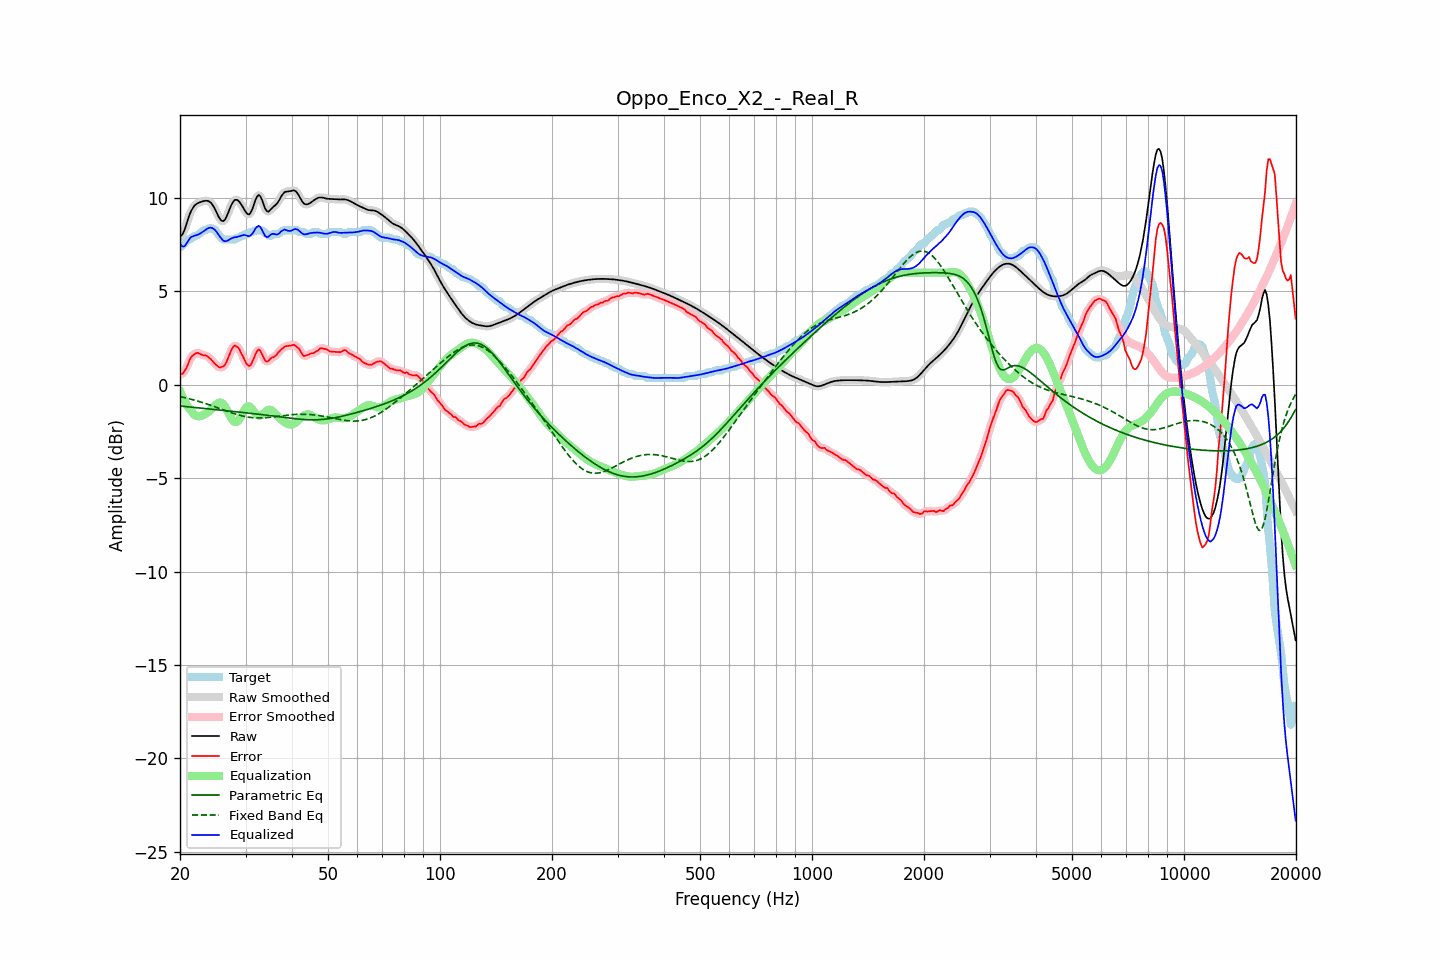 Oppo_Enco_X2_-_Real_R
Amplitude (dBr)
10
5
0
−5
−10
−15
−20
−25
Target
Raw Smoothed
Error Smoothed
Raw
Error
Equalization
Parametric Eq
Fixed Band Eq
Equalized
20 50 100 200 500 1000 2000 5000 10000 20000
Frequency (Hz)